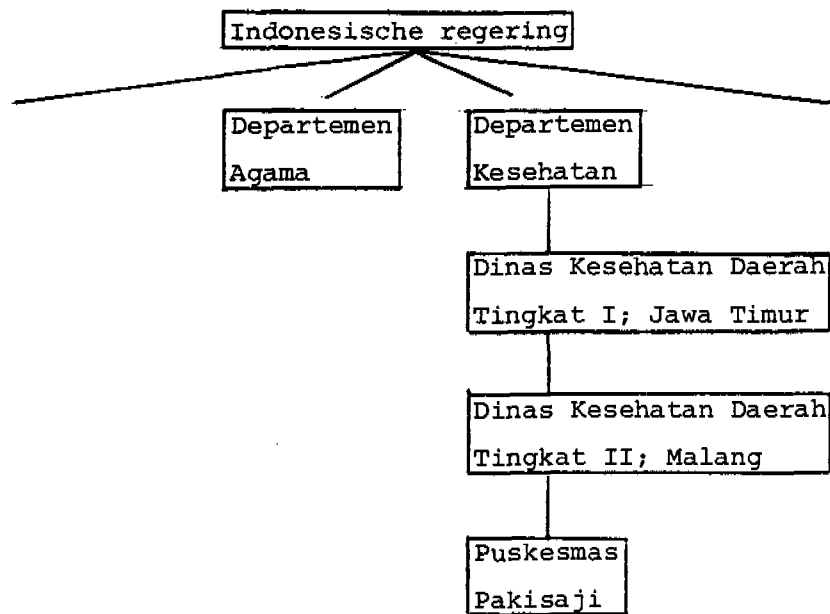 Indonesische regering
Departemen
Agama
Departemen
Kesehatan
Dinas Kesehatan Daerah
Tingkat I; Jawa Timur
Dinas Kesehatan Daerah
Tingkat II; Malang
Puskesmas
Pakisaji